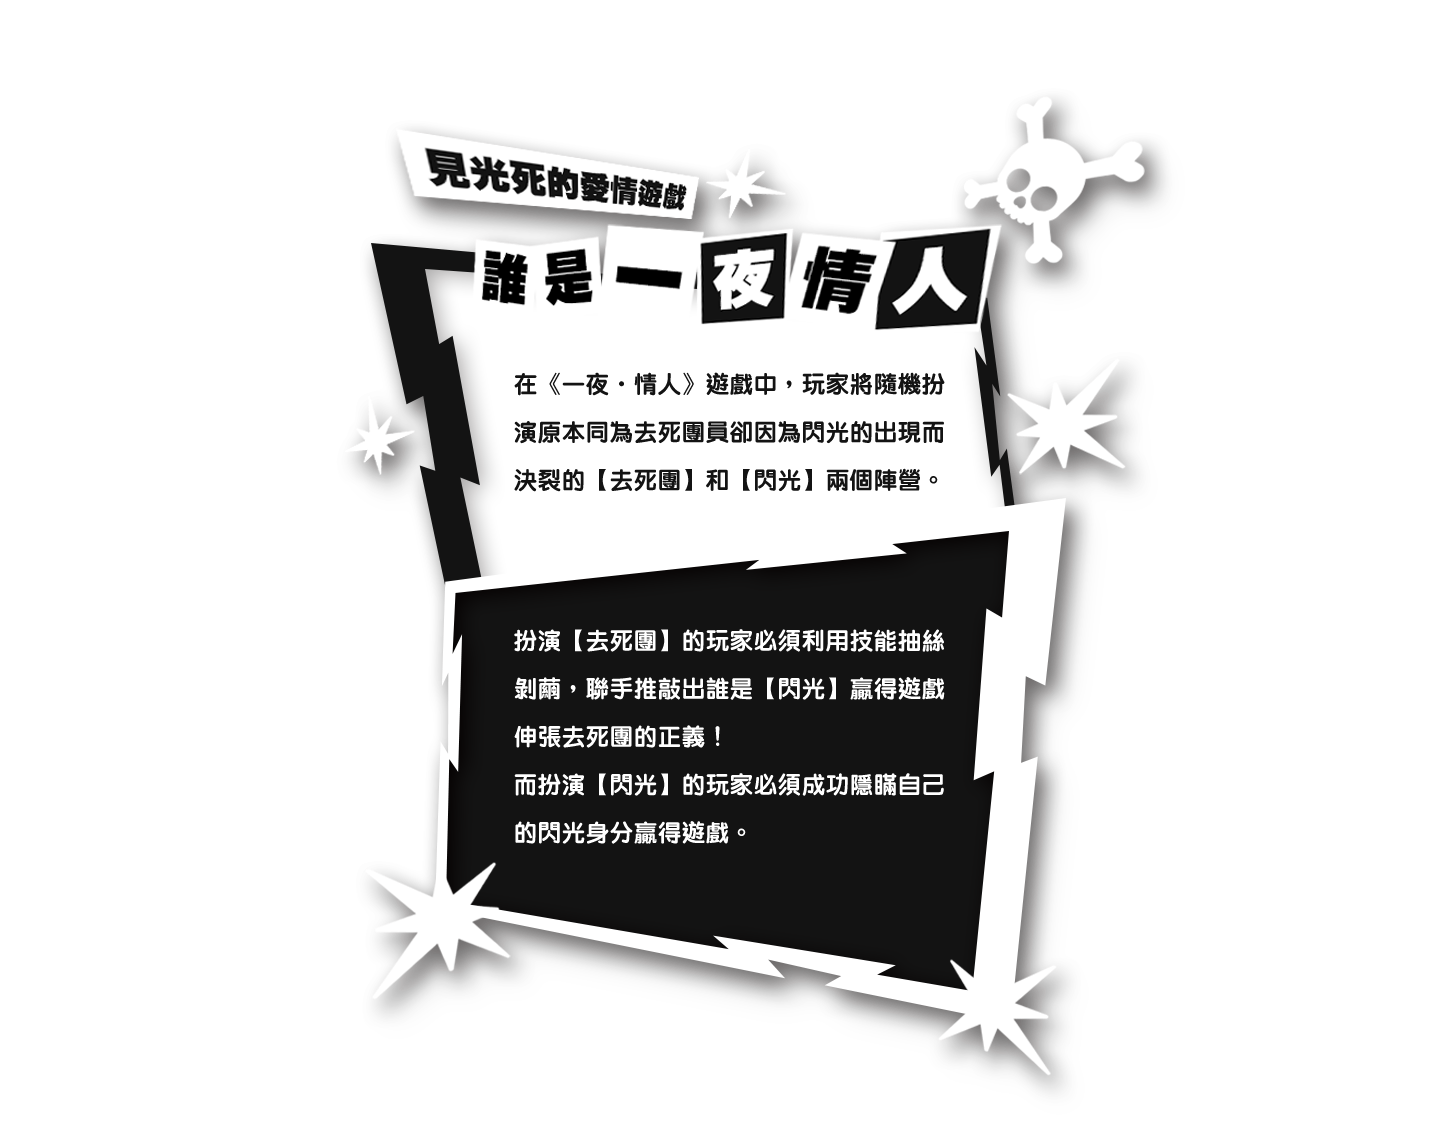 見光死的愛情遊戲
誰是一夜情人
在《一夜・情人》遊戲中，玩家將隨機扮
演原本同為去死團員卻因為閃光的出現而
決裂的【去死團】和【閃光】兩個陣營。
扮演【去死團】的玩家必須利用技能抽絲
剝繭，聯手推敲出誰是【閃光】贏得遊戲
伸張去死團的正義！
而扮演【閃光】的玩家必須成功隱瞞自己
的閃光身分贏得遊戲。